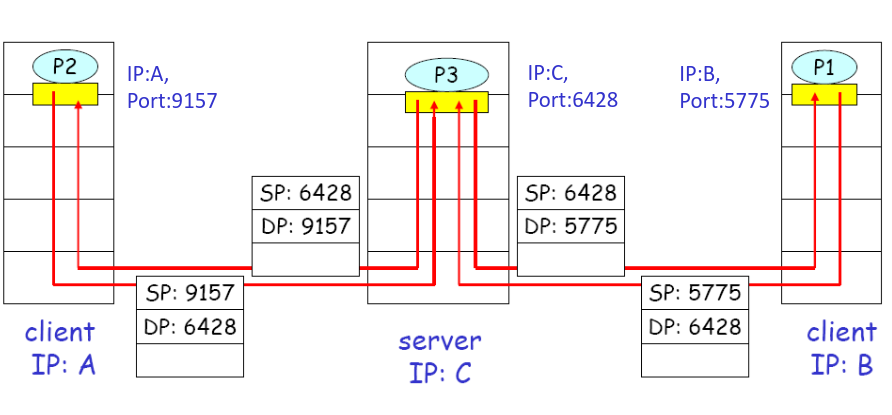 P2
IP:A,
Port:9157
P3
IP:C,
Port:6428
IP:B,
Port:5775
P1
SP: 6428
DP: 9157
SP: 6428
DP: 5775
SP: 9157
DP: 6428
SP: 5775
DP: 6428
client
IP: A
server
IP: C
client
IP: B